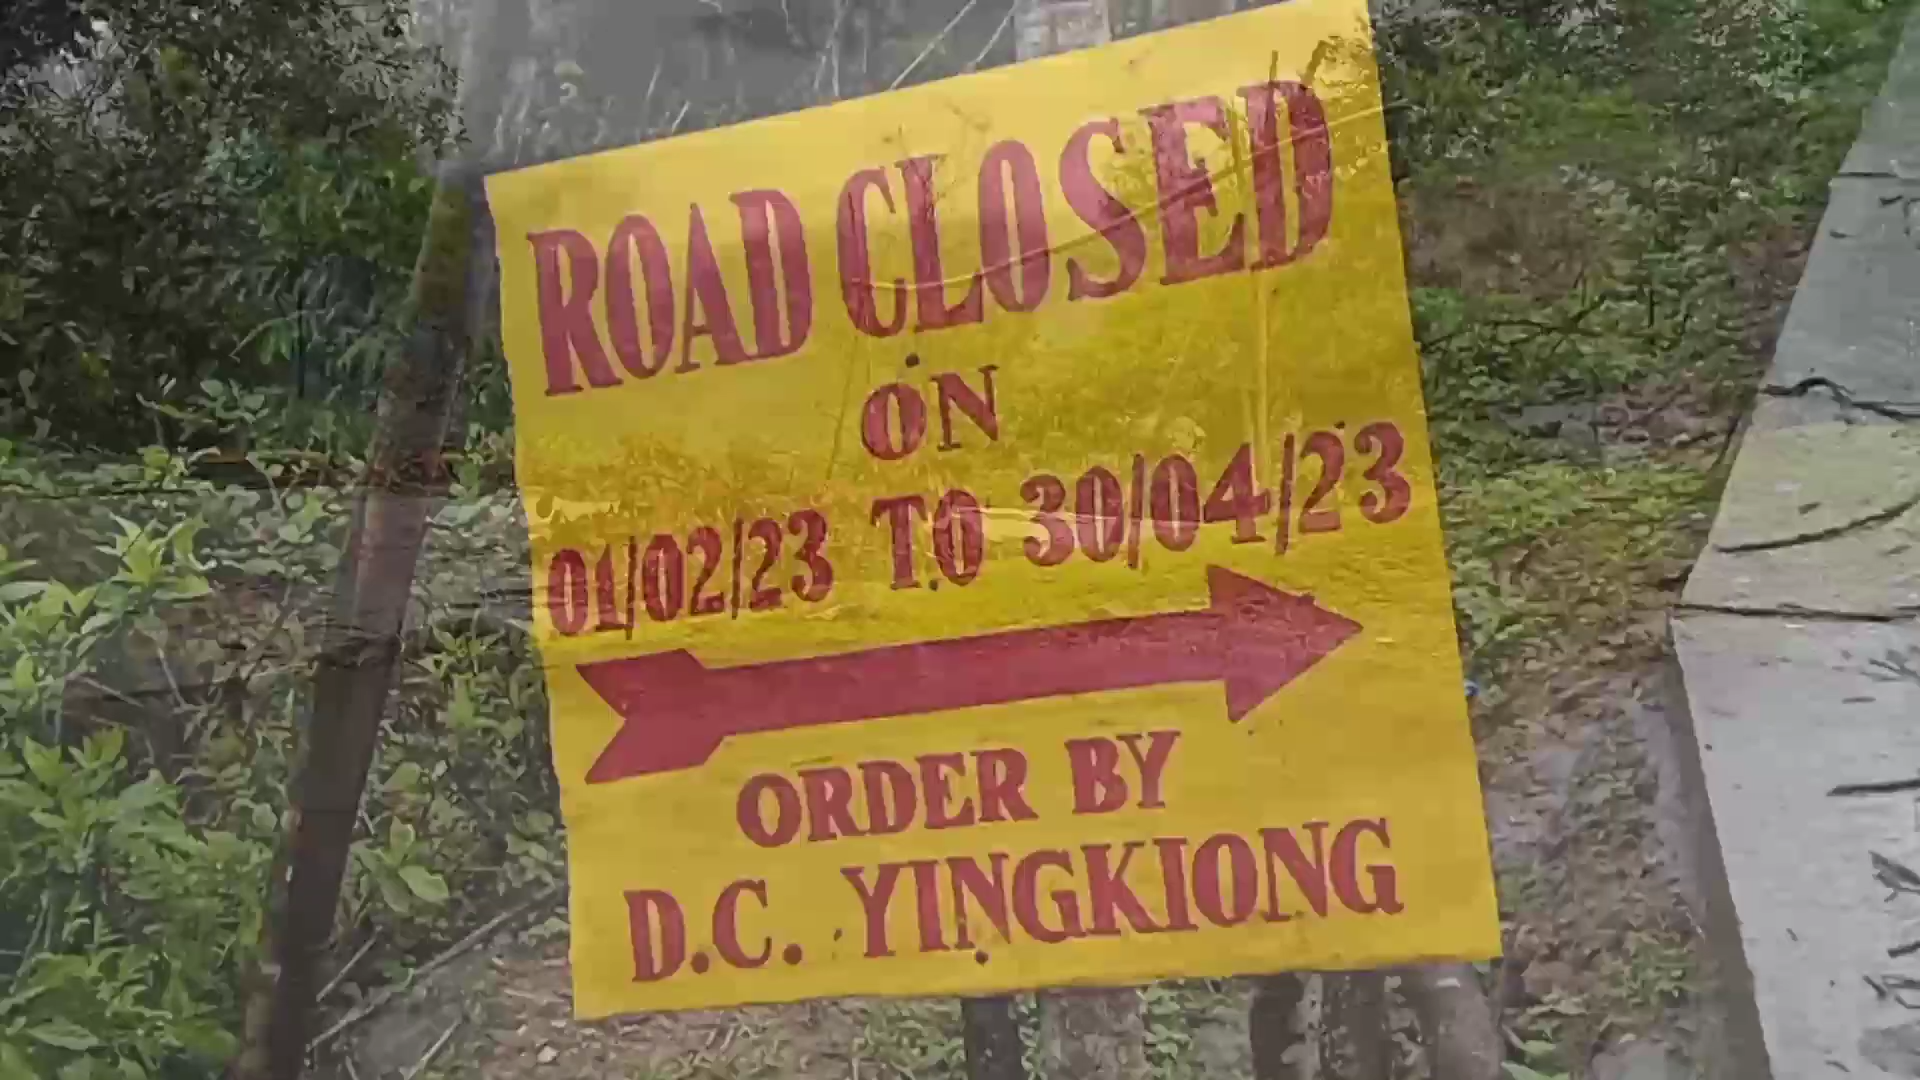 ROAD CLOSED
ON
01/02/23 TO 30/04/23
ORDER BY
D.C. YINGKIONG